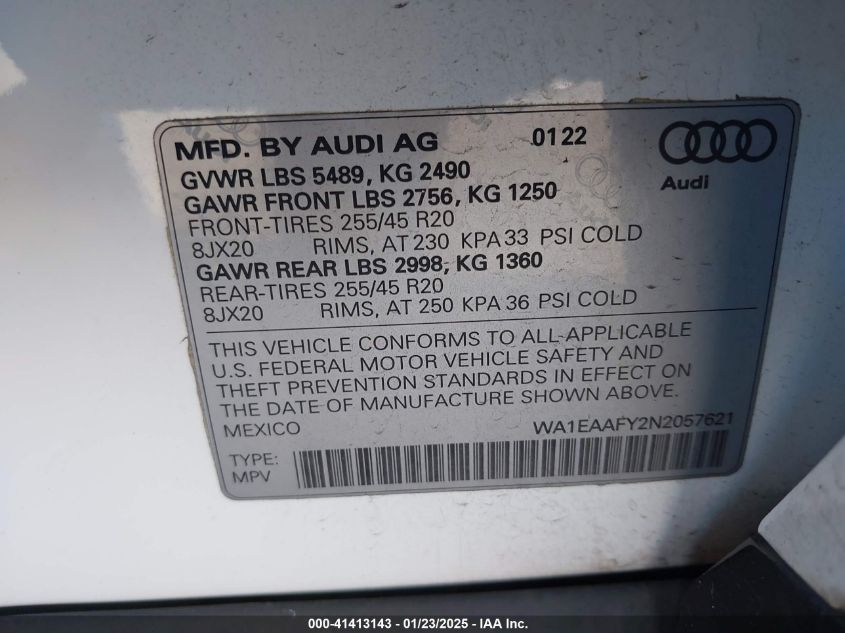 MFD. BY AUDI AG 0122
GVWR LBS 5489, KG 2490
GAWR FRONT LBS 2756, KG 1250
Audi
FRONT-TIRES 255/45 R20
8JX20 RIMS, AT 230 KPA 33 PSI COLD
GAWR REAR LBS 2998, KG 1360
REAR-TIRES 255/45 R20
8JX20 RIMS, AT 250 KPA 36 PSI COLD
THIS VEHICLE CONFORMS TO ALL APPLICABLE
U.S. FEDERAL MOTOR VEHICLE SAFETY AND
THEFT PREVENTION STANDARDS IN EFFECT ON
THE DATE OF MANUFACTURE SHOWN ABOVE.
MEXICO WA1EAAFY2N2057621
TYPE:
MPV
000-41413143 - 01/23/2025 - www.iaai.com